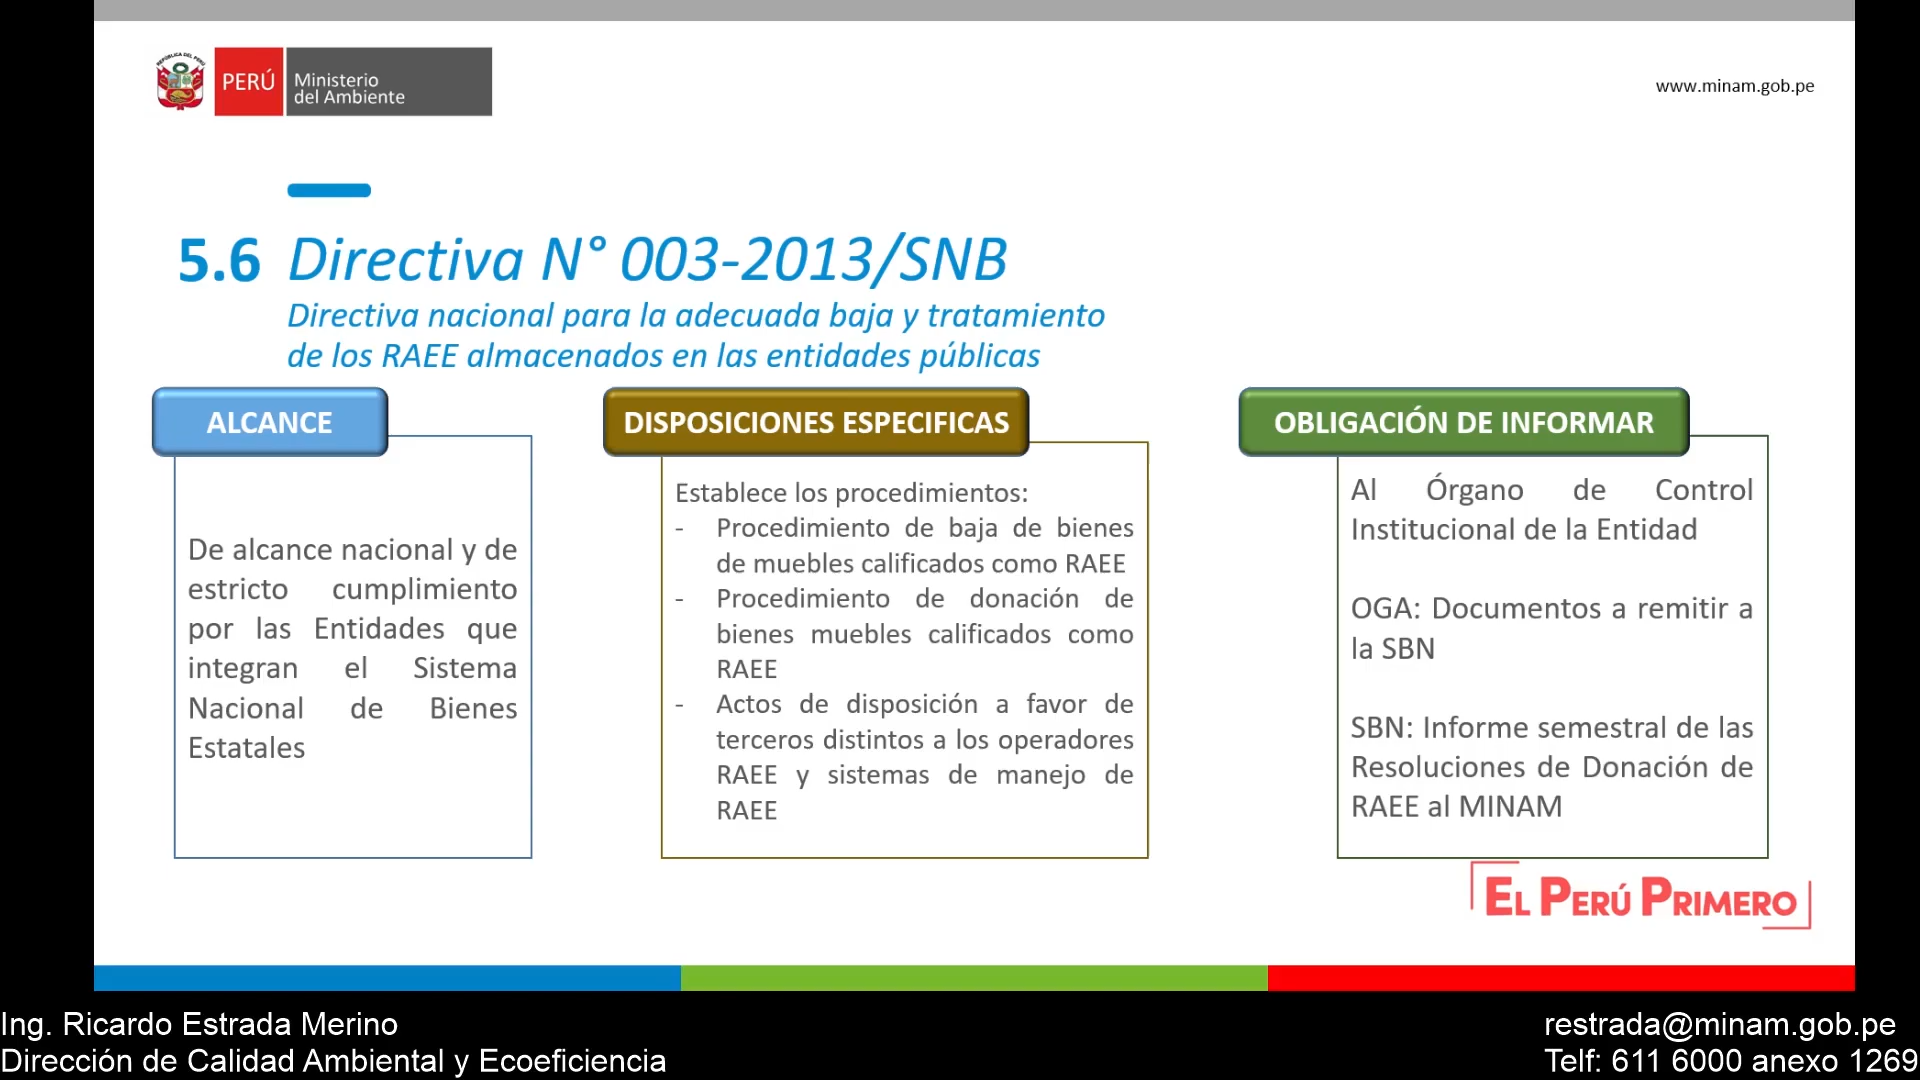 REPÚBLICA DEL PERÚ
PERÚ
Ministerio
del Ambiente
www.minam.gob.pe
5.6 Directiva N° 003-2013/SNB
Directiva nacional para la adecuada baja y tratamiento
de los RAEE almacenados en las entidades públicas
ALCANCE
De alcance nacional y de
estricto cumplimiento
por las Entidades que
integran el Sistema
Nacional de Bienes
Estatales
DISPOSICIONES ESPECIFICAS
Establece los procedimientos:
- Procedimiento de baja de bienes
de muebles calificados como RAEE
- Procedimiento de donación de
bienes muebles calificados como
RAEE
- Actos de disposición a favor de
terceros distintos a los operadores
RAEE y sistemas de manejo de
RAEE
OBLIGACIÓN DE INFORMAR
Al Órgano de Control
Institucional de la Entidad
OGA: Documentos a remitir a
la SBN
SBN: Informe semestral de las
Resoluciones de Donación de
RAEE al MINAM
EL PERÚ PRIMERO
Ing. Ricardo Estrada Merino
Dirección de Calidad Ambiental y Ecoeficiencia
restrada@minam.gob.pe
Telf: 611 6000 anexo 1269